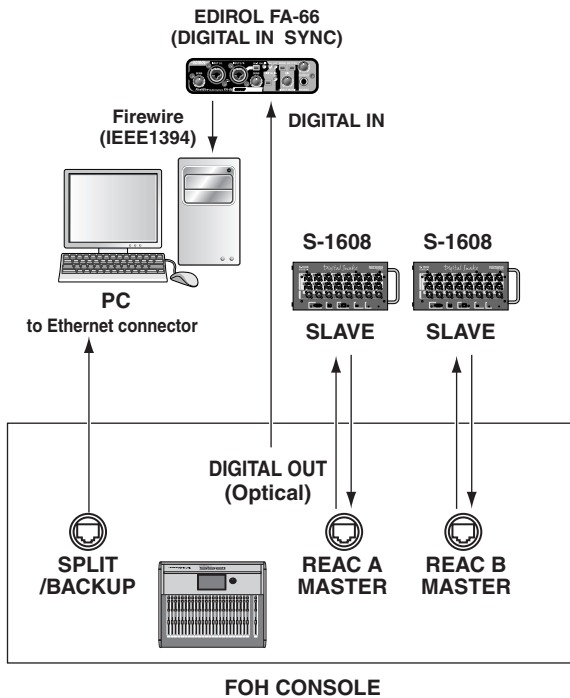 EDIROL FA-66
(DIGITAL IN SYNC)
Firewire
(IEEE1394)
DIGITAL IN
S-1608
S-1608
PC
to Ethernet connector
SLAVE
SLAVE
DIGITAL OUT
(Optical)
SPLIT
/BACKUP
REAC A
MASTER
REAC B
MASTER
FOH CONSOLE